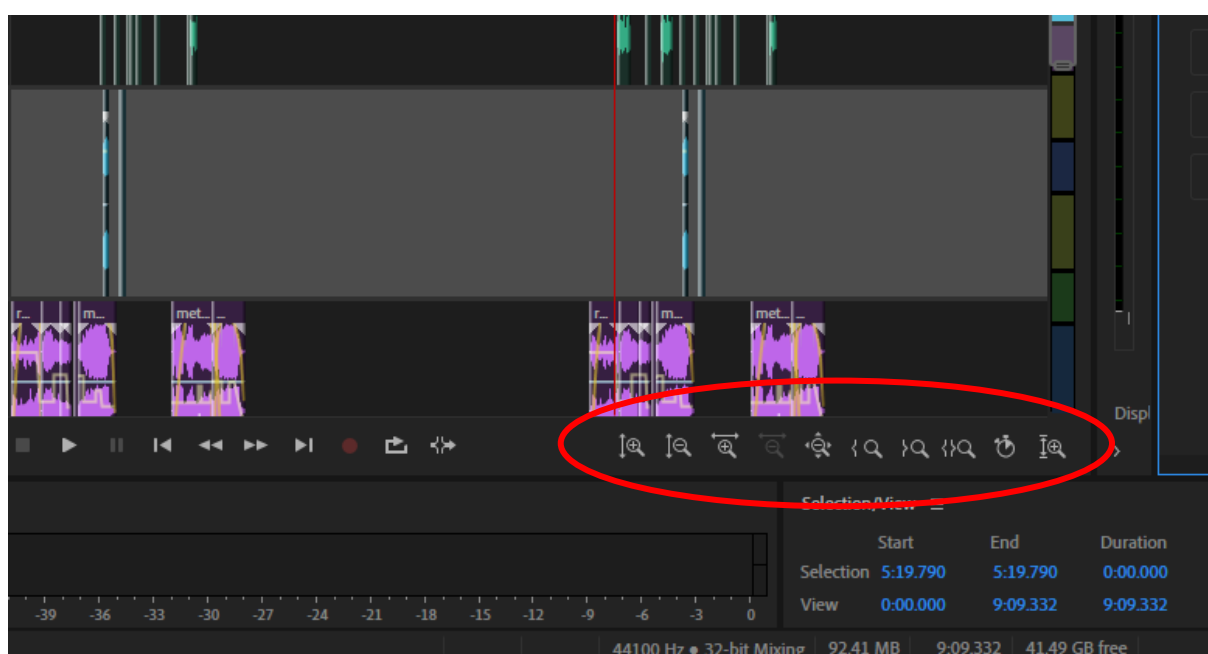 r... m... met... ... r... m... met... ...
Displ
Selection/View
Start End Duration
Selection 5:19.790 5:19.790 0:00.000
View 0:00.000 9:09.332 9:09.332
-39 -36 -33 -30 -27 -24 -21 -18 -15 -12 -9 -6 -3 0
44100 Hz ● 32-bit Mixing 92.41 MB 9:09.332 41.49 GB free